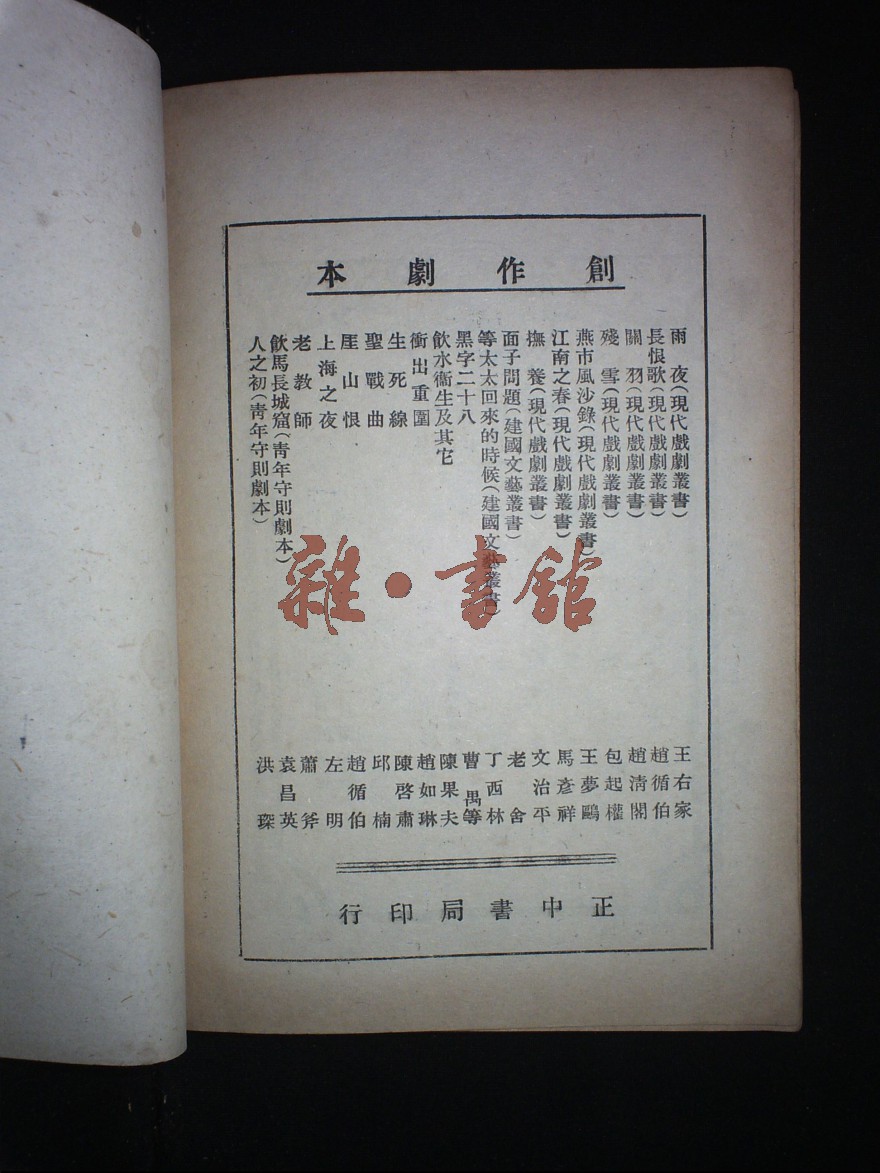 創作劇本
雨夜(現代戲劇叢書) 王右家
長恨歌(現代戲劇叢書) 趙循伯
關羽(現代戲劇叢書) 趙清閣
殘雪(現代戲劇叢書) 包起權
燕市風沙錄(現代戲劇叢書) 王夢鷗
江南之春(現代戲劇叢書) 馬彥祥
撫養(現代戲劇叢書) 文治平
面子問題(建國文藝叢書) 老舍
等太太回來的時候(建國文藝叢書) 丁西林
黑字二十八 曹禺等
飲水衞生及其它 陳果夫
衝出重圍 趙如琳
生死線 陳啓肅
聖戰曲 邱楠
厓山恨 趙循伯
上海之夜 左明
老教師 蕭斧
飲馬長城窟(靑年守則劇本) 袁昌英
人之初(靑年守則劇本) 洪琛
正中書局印行
雜·書館